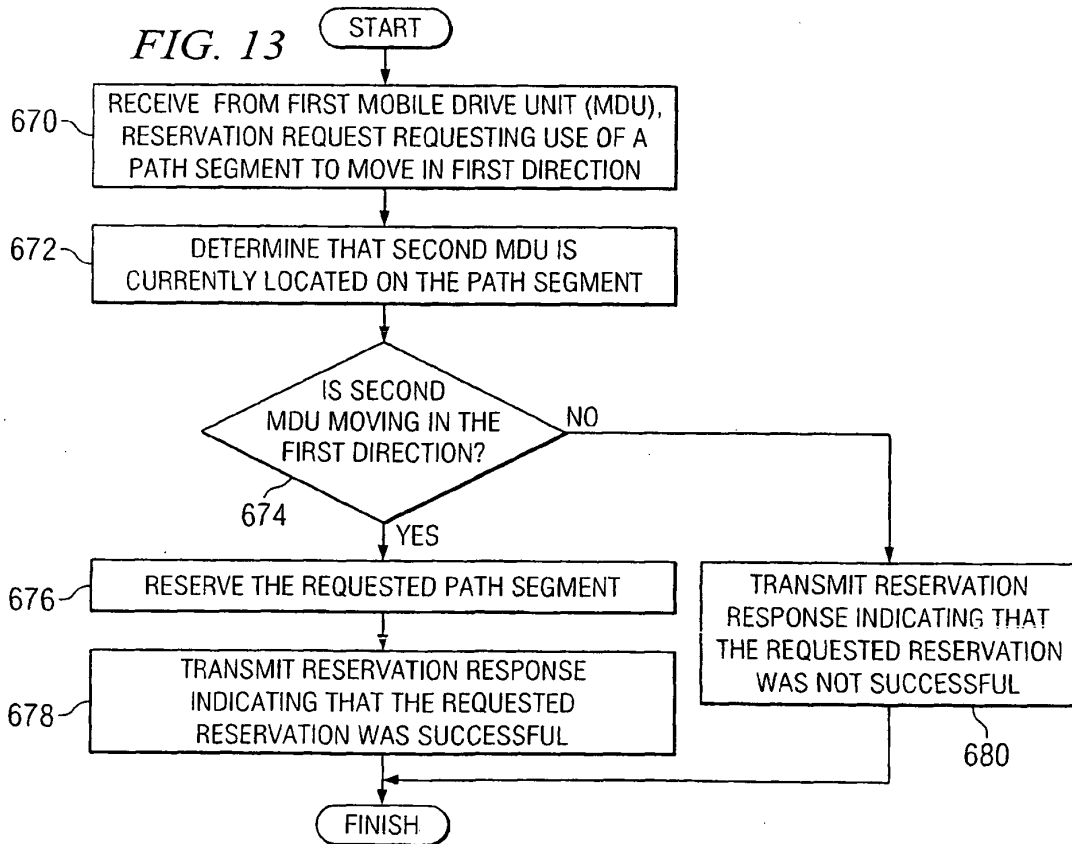 FIG. 13
START
670
RECEIVE FROM FIRST MOBILE DRIVE UNIT (MDU),
RESERVATION REQUEST REQUESTING USE OF A
PATH SEGMENT TO MOVE IN FIRST DIRECTION
672
DETERMINE THAT SECOND MDU IS
CURRENTLY LOCATED ON THE PATH SEGMENT
IS SECOND
MDU MOVING IN THE
FIRST DIRECTION?
NO
674
YES
676
RESERVE THE REQUESTED PATH SEGMENT
678
TRANSMIT RESERVATION RESPONSE
INDICATING THAT THE REQUESTED
RESERVATION WAS SUCCESSFUL
TRANSMIT RESERVATION
RESPONSE INDICATING THAT
THE REQUESTED RESERVATION
WAS NOT SUCCESSFUL
680
FINISH